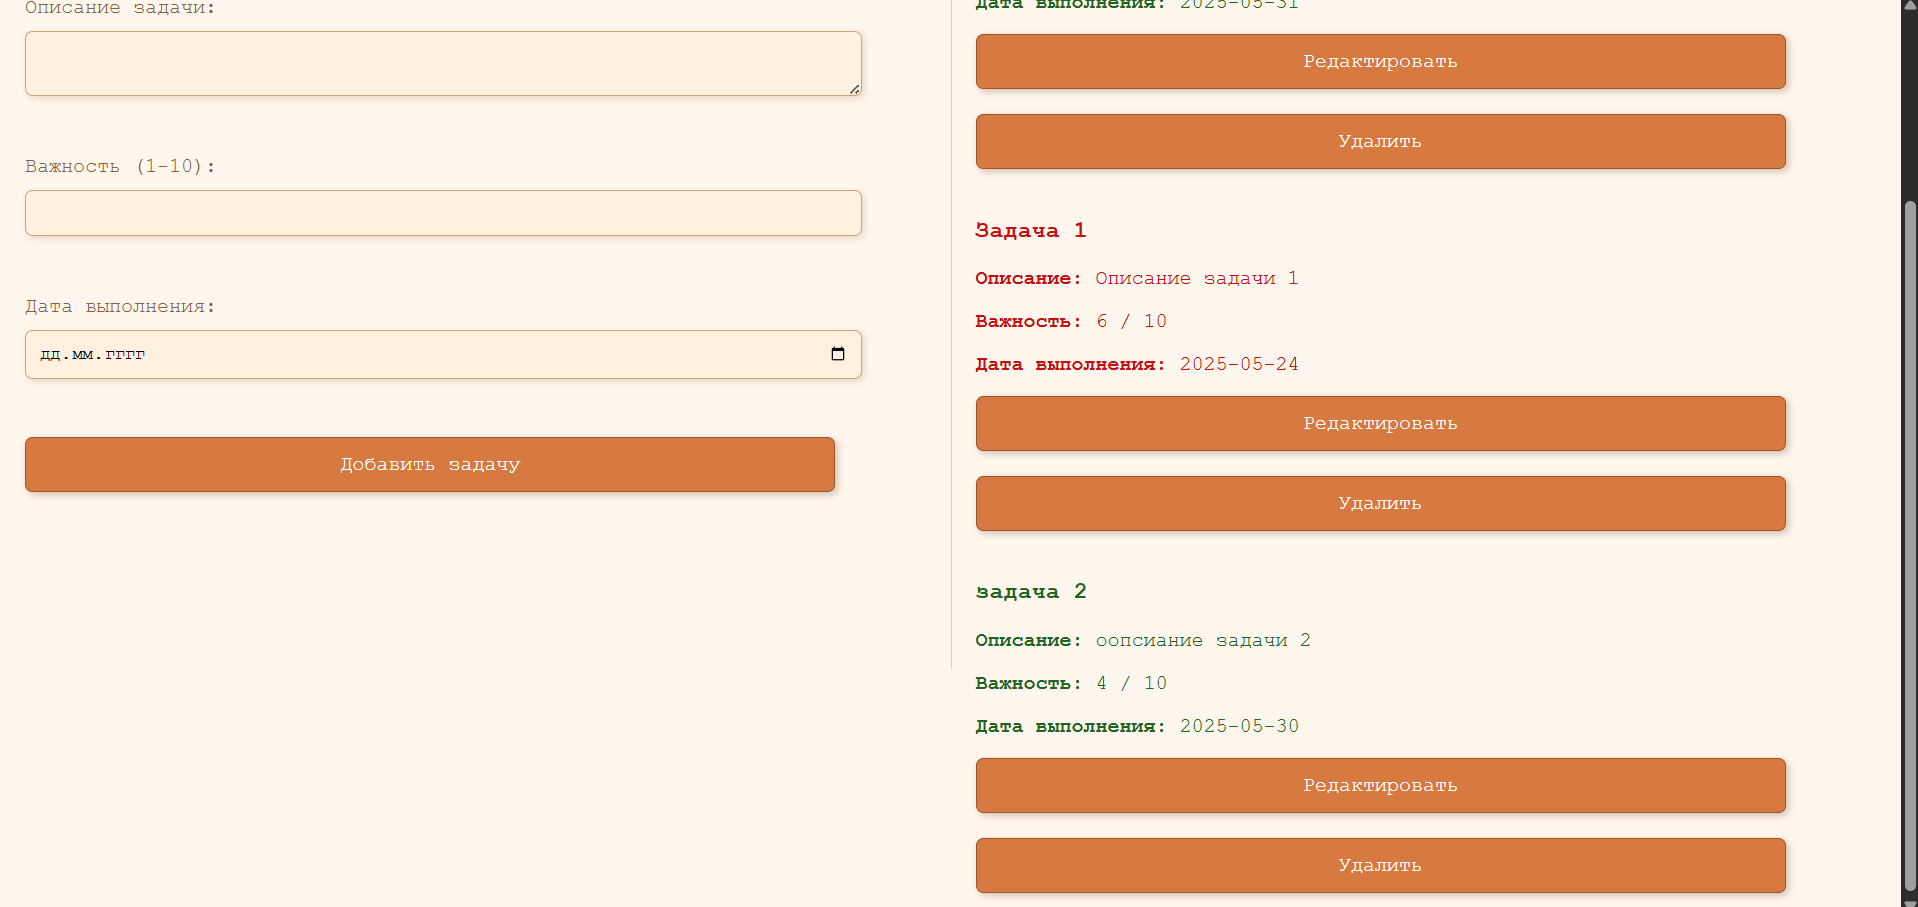 Описание задачи:
Важность (1-10):
Дата выполнения:
дд.мм.гггг
Добавить задачу
Дата выполнения: 2025-05-31
Редактировать
Удалить
Задача 1
Описание: Описание задачи 1
Важность: 6 / 10
Дата выполнения: 2025-05-24
Редактировать
Удалить
задача 2
Описание: оопсиание задачи 2
Важность: 4 / 10
Дата выполнения: 2025-05-30
Редактировать
Удалить